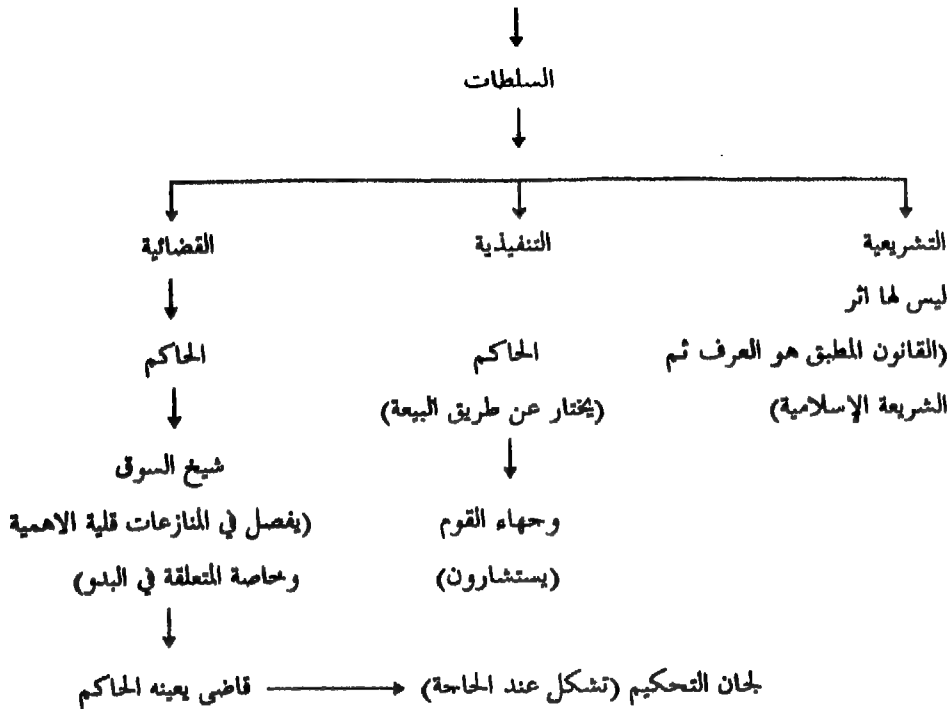 السلطات
التشريعية
التنفيذية
القضائية
ليس لها اثر
(القانون المطبق هو العرف ثم
الحاكم
الحاكم
الشريعة الإسلامية)
(يختار عن طريق البيعة)
شيخ السوق
وجهاء القوم
(يفصل في المنازعات قلية الاهمية
(يستشارون)
وخاصة المتعلقة في البدو)
قاضى يعينه الحاكم
لجان التحكيم (تشكل عند الحاجة)